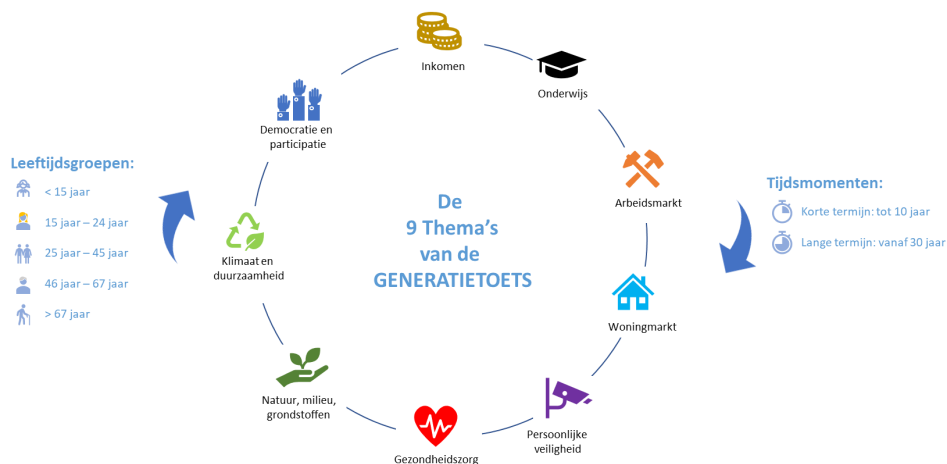 Inkomen
Onderwijs
Arbeidsmarkt
Woningmarkt
Persoonlijke
veiligheid
Gezondheidszorg
Natuur, milieu,
grondstoffen
Klimaat en
duurzaamheid
Democratie en
participatie
De
9 Thema's
van de
GENERATIETOETS
Leeftijdsgroepen:
< 15 jaar
15 jaar – 24 jaar
25 jaar – 45 jaar
46 jaar – 67 jaar
> 67 jaar
Tijdsmomenten:
Korte termijn: tot 10 jaar
Lange termijn: vanaf 30 jaar